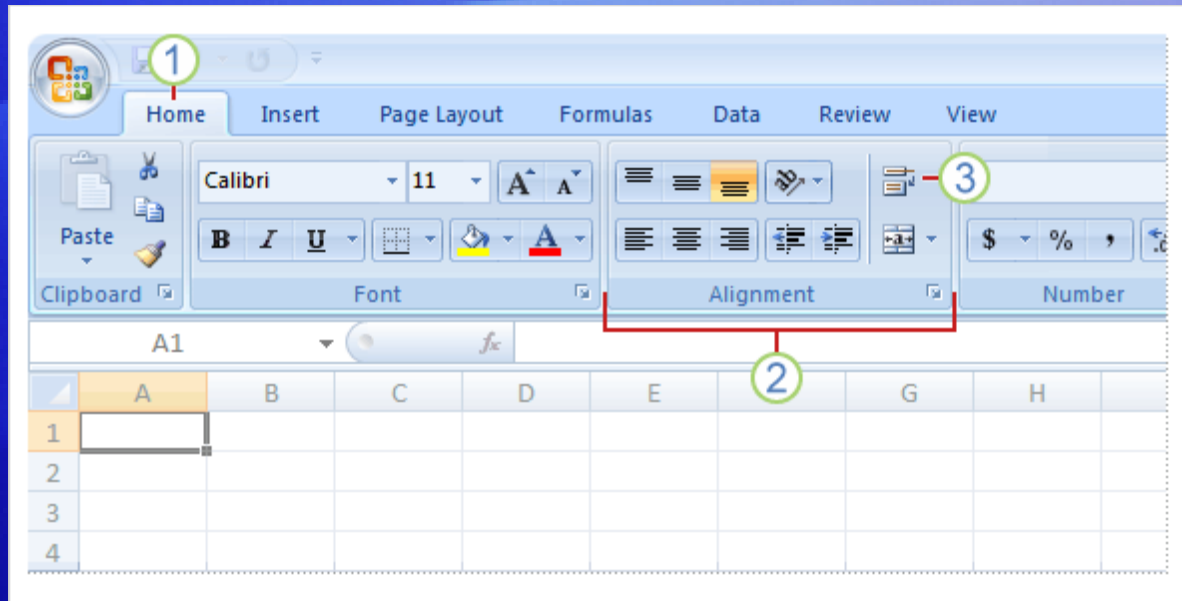 1
Home Insert Page Layout Formulas Data Review View
Calibri 11 A A 3
Paste B I U A a $ % ,
Clipboard Font Alignment Number
A1 fx
2
A B C D E G H
1
2
3
4